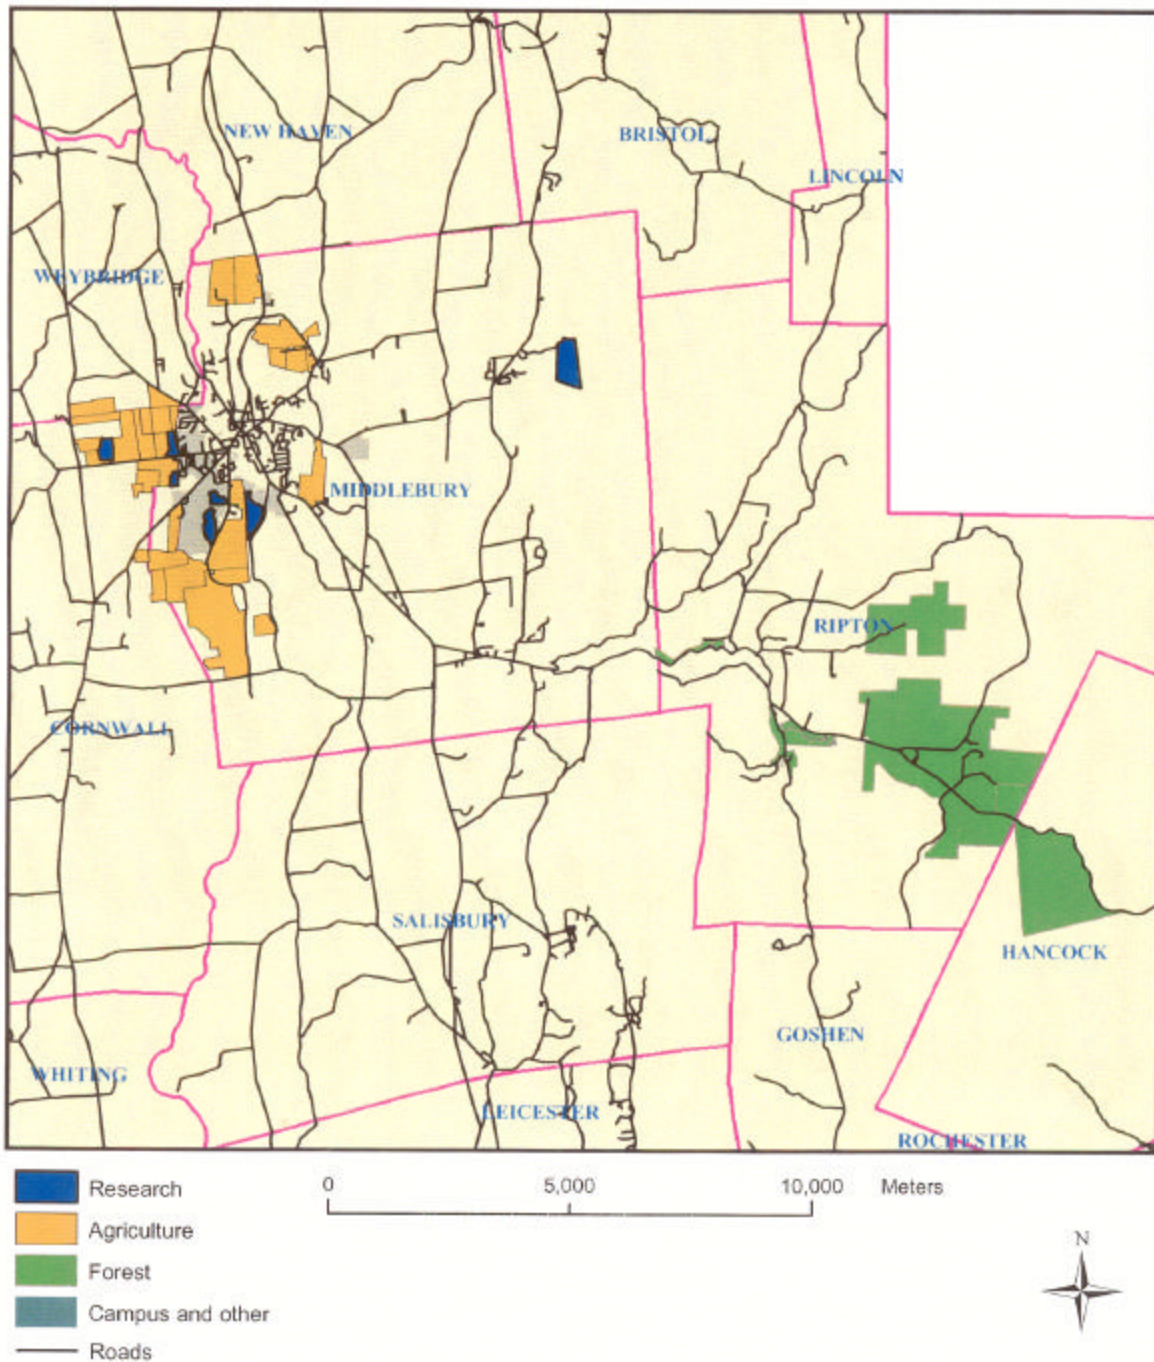 NEW HAVEN
BRISTOL
LINCOLN
WEYBRIDGE
MIDDLEBURY
RIPTON
CORNWALL
SALISBURY
HANCOCK
GOSHEN
WHITING
LEICESTER
ROCHESTER
Research
0 5,000 10,000 Meters
Agriculture
N
Forest
Campus and other
Roads